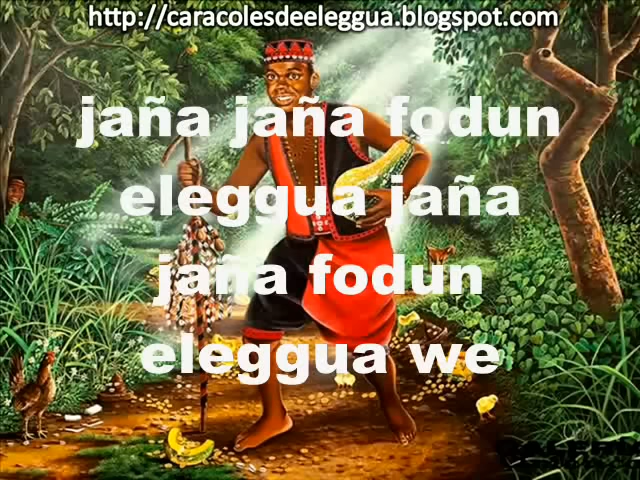 http://caracolesdeeleggua.blogspot.com
jaña jaña fodun
eleggua jaña
jaña fodun
eleggua we